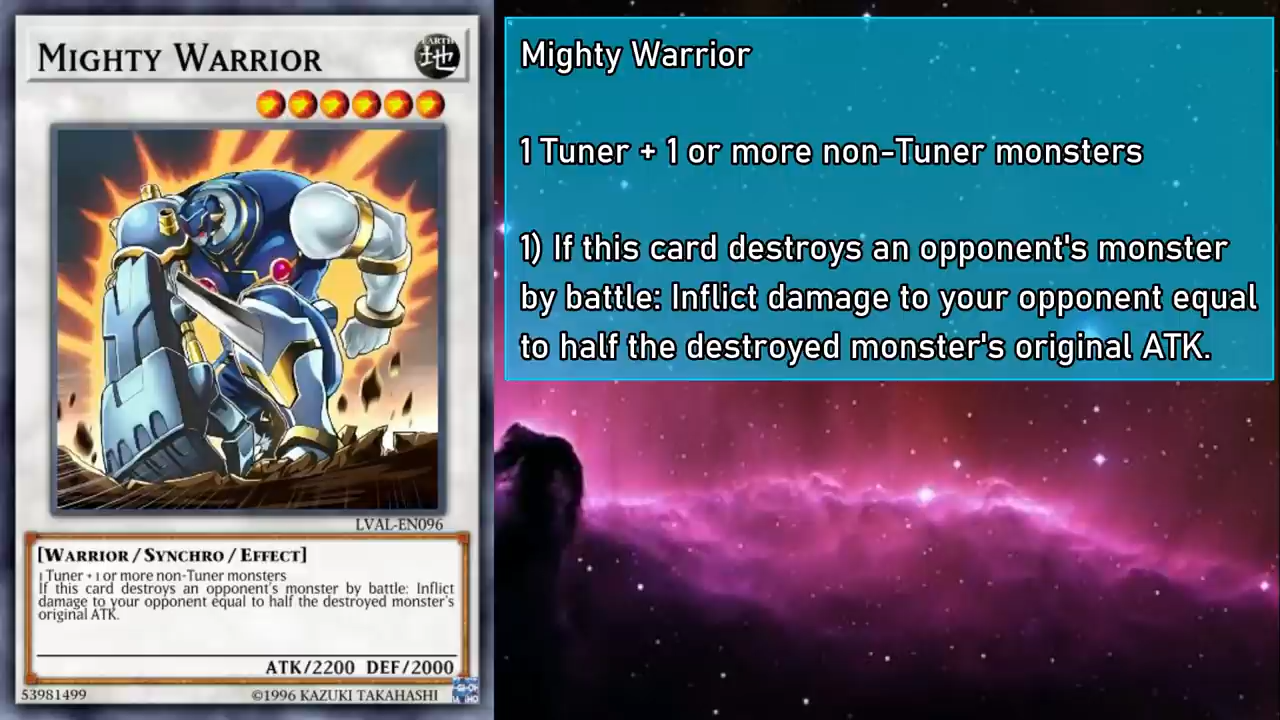 MIGHTY WARRIOR
EARTH
地
LVAL-EN096
[WARRIOR / SYNCHRO / EFFECT]
1 Tuner + 1 or more non-Tuner monsters
If this card destroys an opponent's monster by battle: Inflict
damage to your opponent equal to half the destroyed monster's
original ATK.
ATK/2200 DEF/2000
53981499
©1996 KAZUKI TAKAHASHI
Mighty Warrior
1 Tuner + 1 or more non-Tuner monsters
1) If this card destroys an opponent's monster
by battle: Inflict damage to your opponent equal
to half the destroyed monster's original ATK.